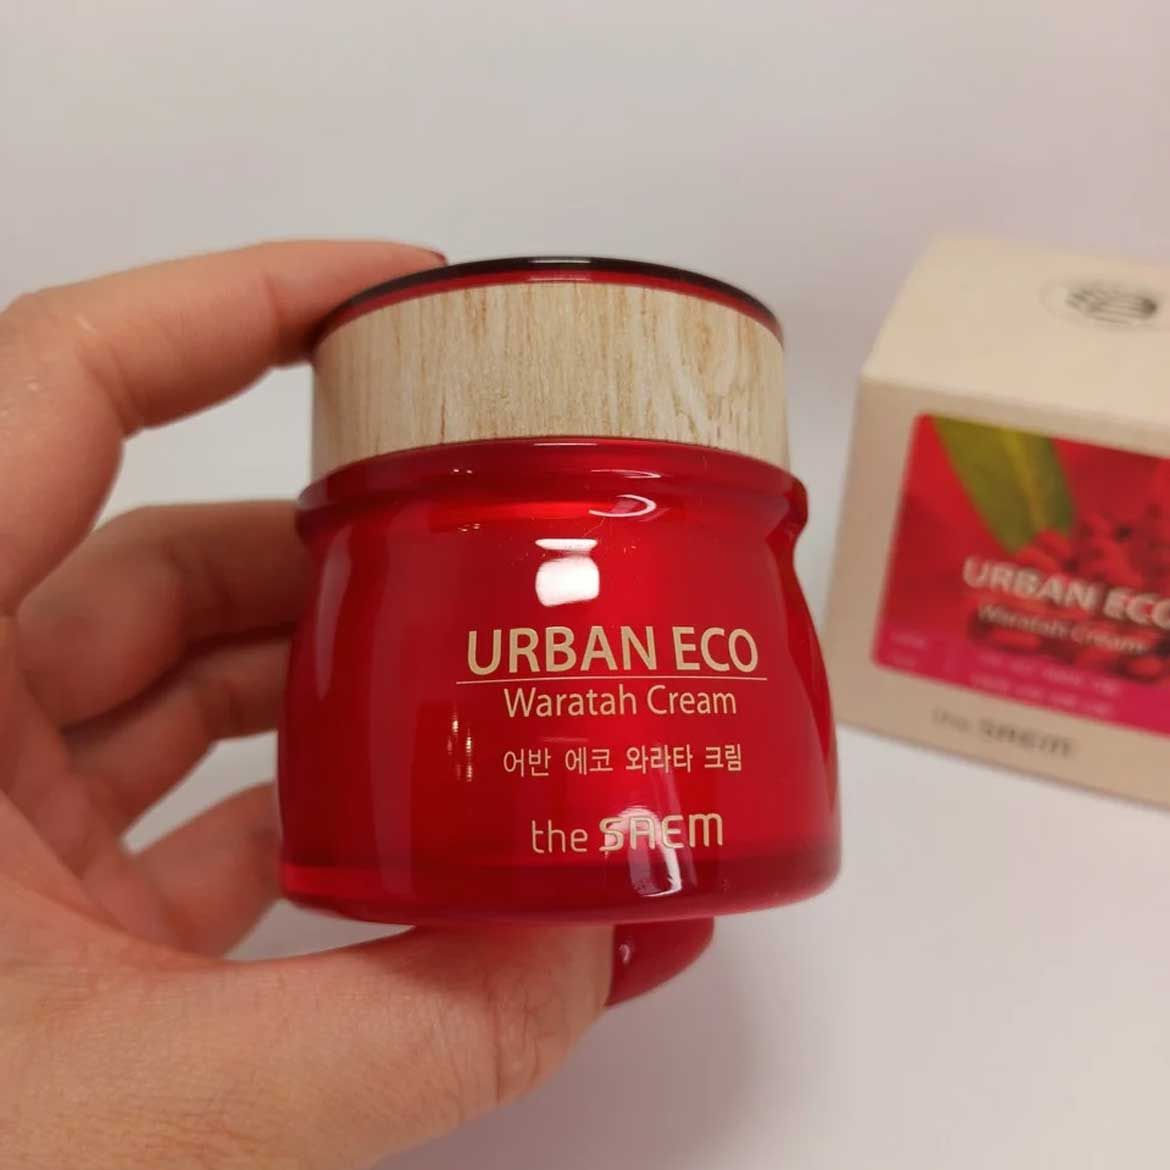 URBAN ECO
Waratah Cream
어반 에코 와라타 크림
the SAEM
URBAN ECO
Waratah Cream
the SAEM